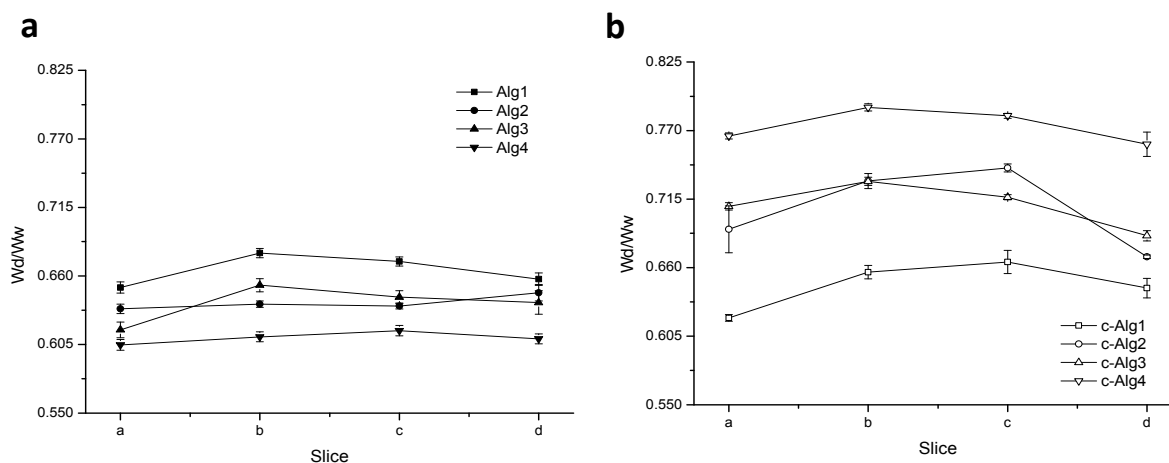 a
0.825
0.770
0.715
0.660
0.605
0.550
Wd/Ww
Alg1
Alg2
Alg3
Alg4
a b c d
Slice
b
0.825
0.770
0.715
0.660
0.605
0.550
Wd/Ww
c-Alg1
c-Alg2
c-Alg3
c-Alg4
a b c d
Slice